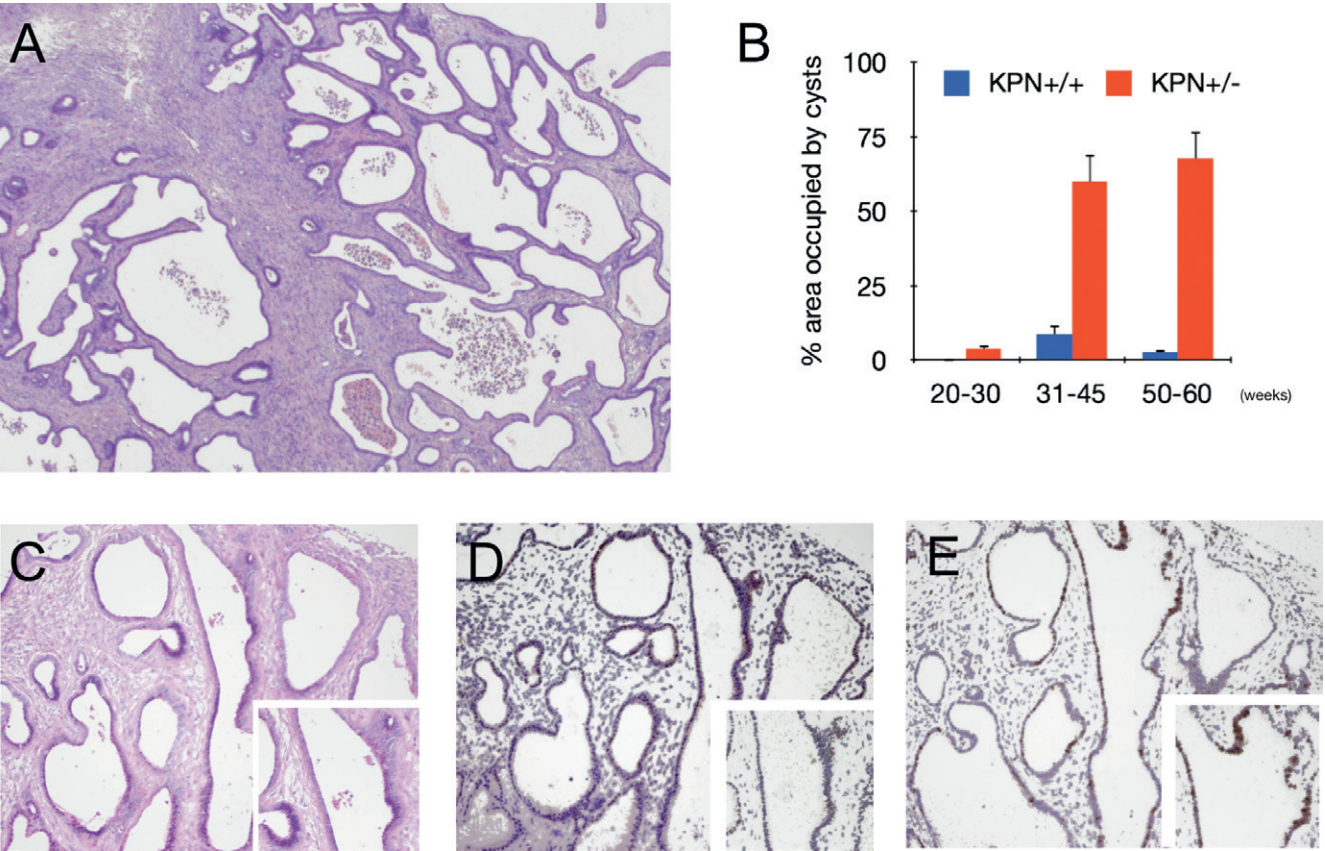 A
B
% area occupied by cysts
100
75
50
25
0
KPN+/+
KPN+/-
20-30
31-45
50-60
(weeks)
C
D
E